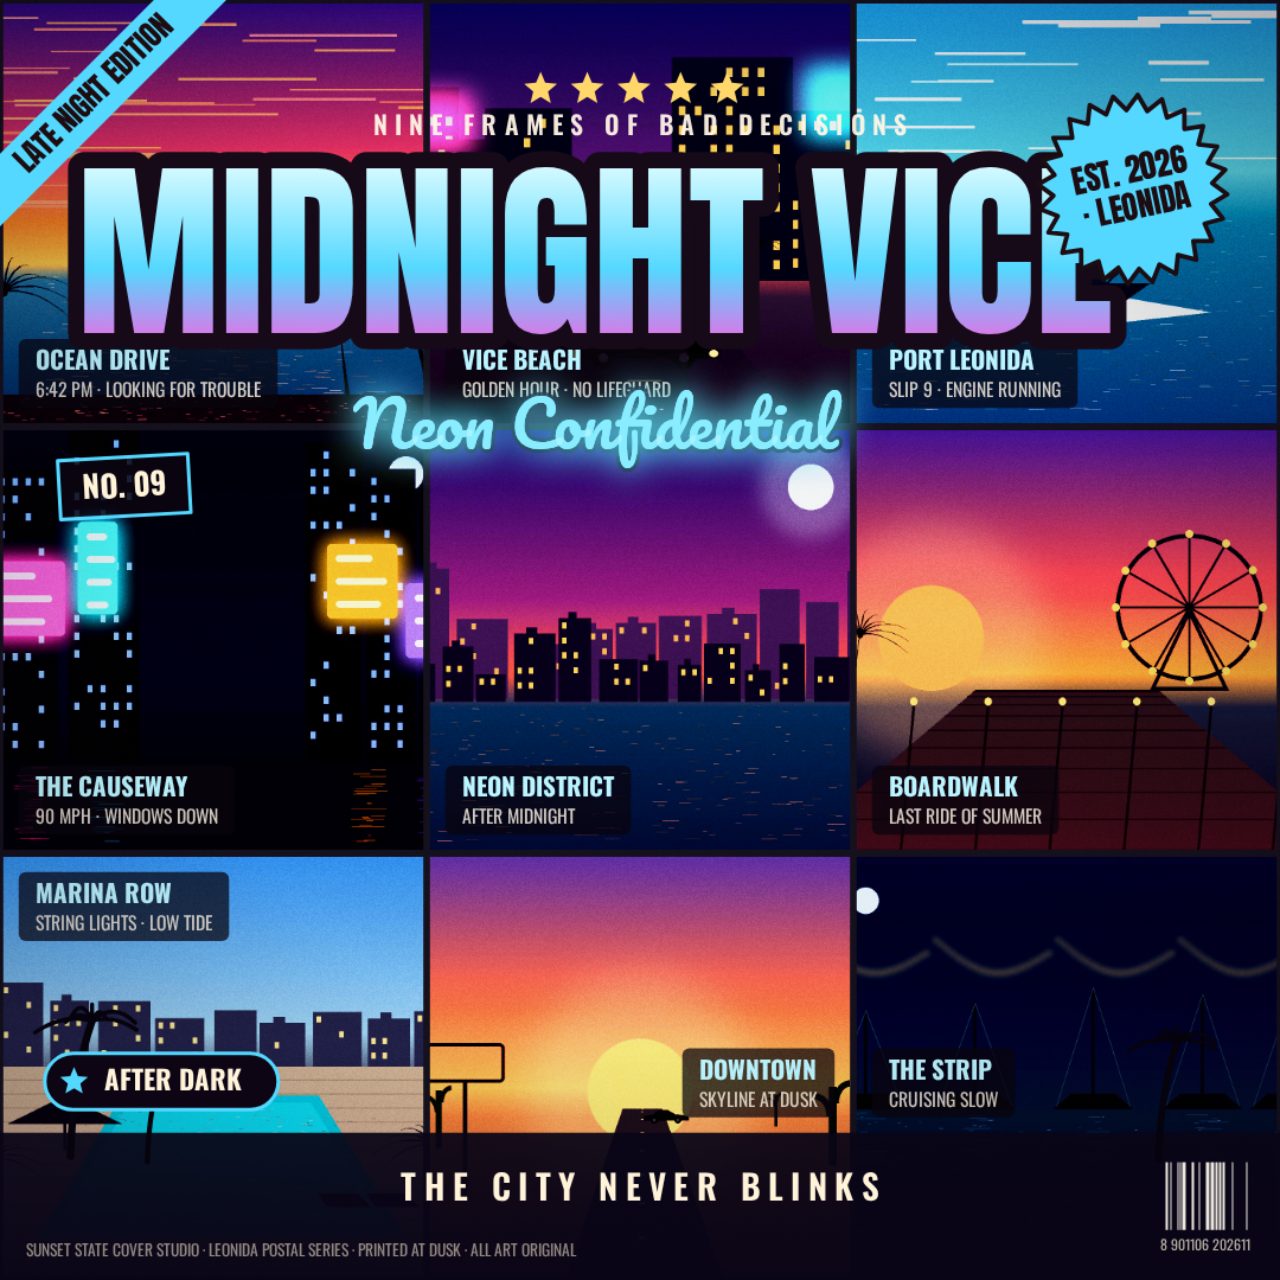 LATE NIGHT EDITION
NINE FRAMES OF BAD DECISIONS
MIDNIGHT VICE
EST. 2026
· LEONIDA
OCEAN DRIVE
6:42 PM · LOOKING FOR TROUBLE
VICE BEACH
GOLDEN HOUR · NO LIFEGUARD
PORT LEONIDA
SLIP 9 · ENGINE RUNNING
Neon Confidential
NO. 09
THE CAUSEWAY
90 MPH · WINDOWS DOWN
NEON DISTRICT
AFTER MIDNIGHT
BOARDWALK
LAST RIDE OF SUMMER
MARINA ROW
STRING LIGHTS · LOW TIDE
AFTER DARK
DOWNTOWN
SKYLINE AT DUSK
THE STRIP
CRUISING SLOW
THE CITY NEVER BLINKS
SUNSET STATE COVER STUDIO · LEONIDA POSTAL SERIES · PRINTED AT DUSK · ALL ART ORIGINAL
8 901106 202611